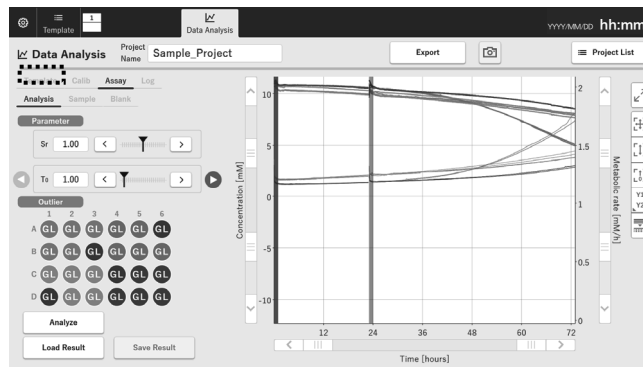 Template
1
Data Analysis
YYYY/MM/DD hh:mm
Data Analysis
Project Name
Sample_Project
Export
Project List
Calib
Assay
Log
Analysis
Sample
Blank
Parameter
Sr
1.00
<
>
T0
1.00
<
>
Outlier
1 2 3 4 5 6
A GL GL GL GL GL GL
B GL GL GL GL GL GL
C GL GL GL GL GL GL
D GL GL GL GL GL GL
Analyze
Load Result
Save Result
Concentration [mM]
10
5
0
-5
-10
12 24 36 48 60 72
Time [hours]
2
1.5
1
0.5
0
Metabolic rate [mM/h]
Y1
Y2